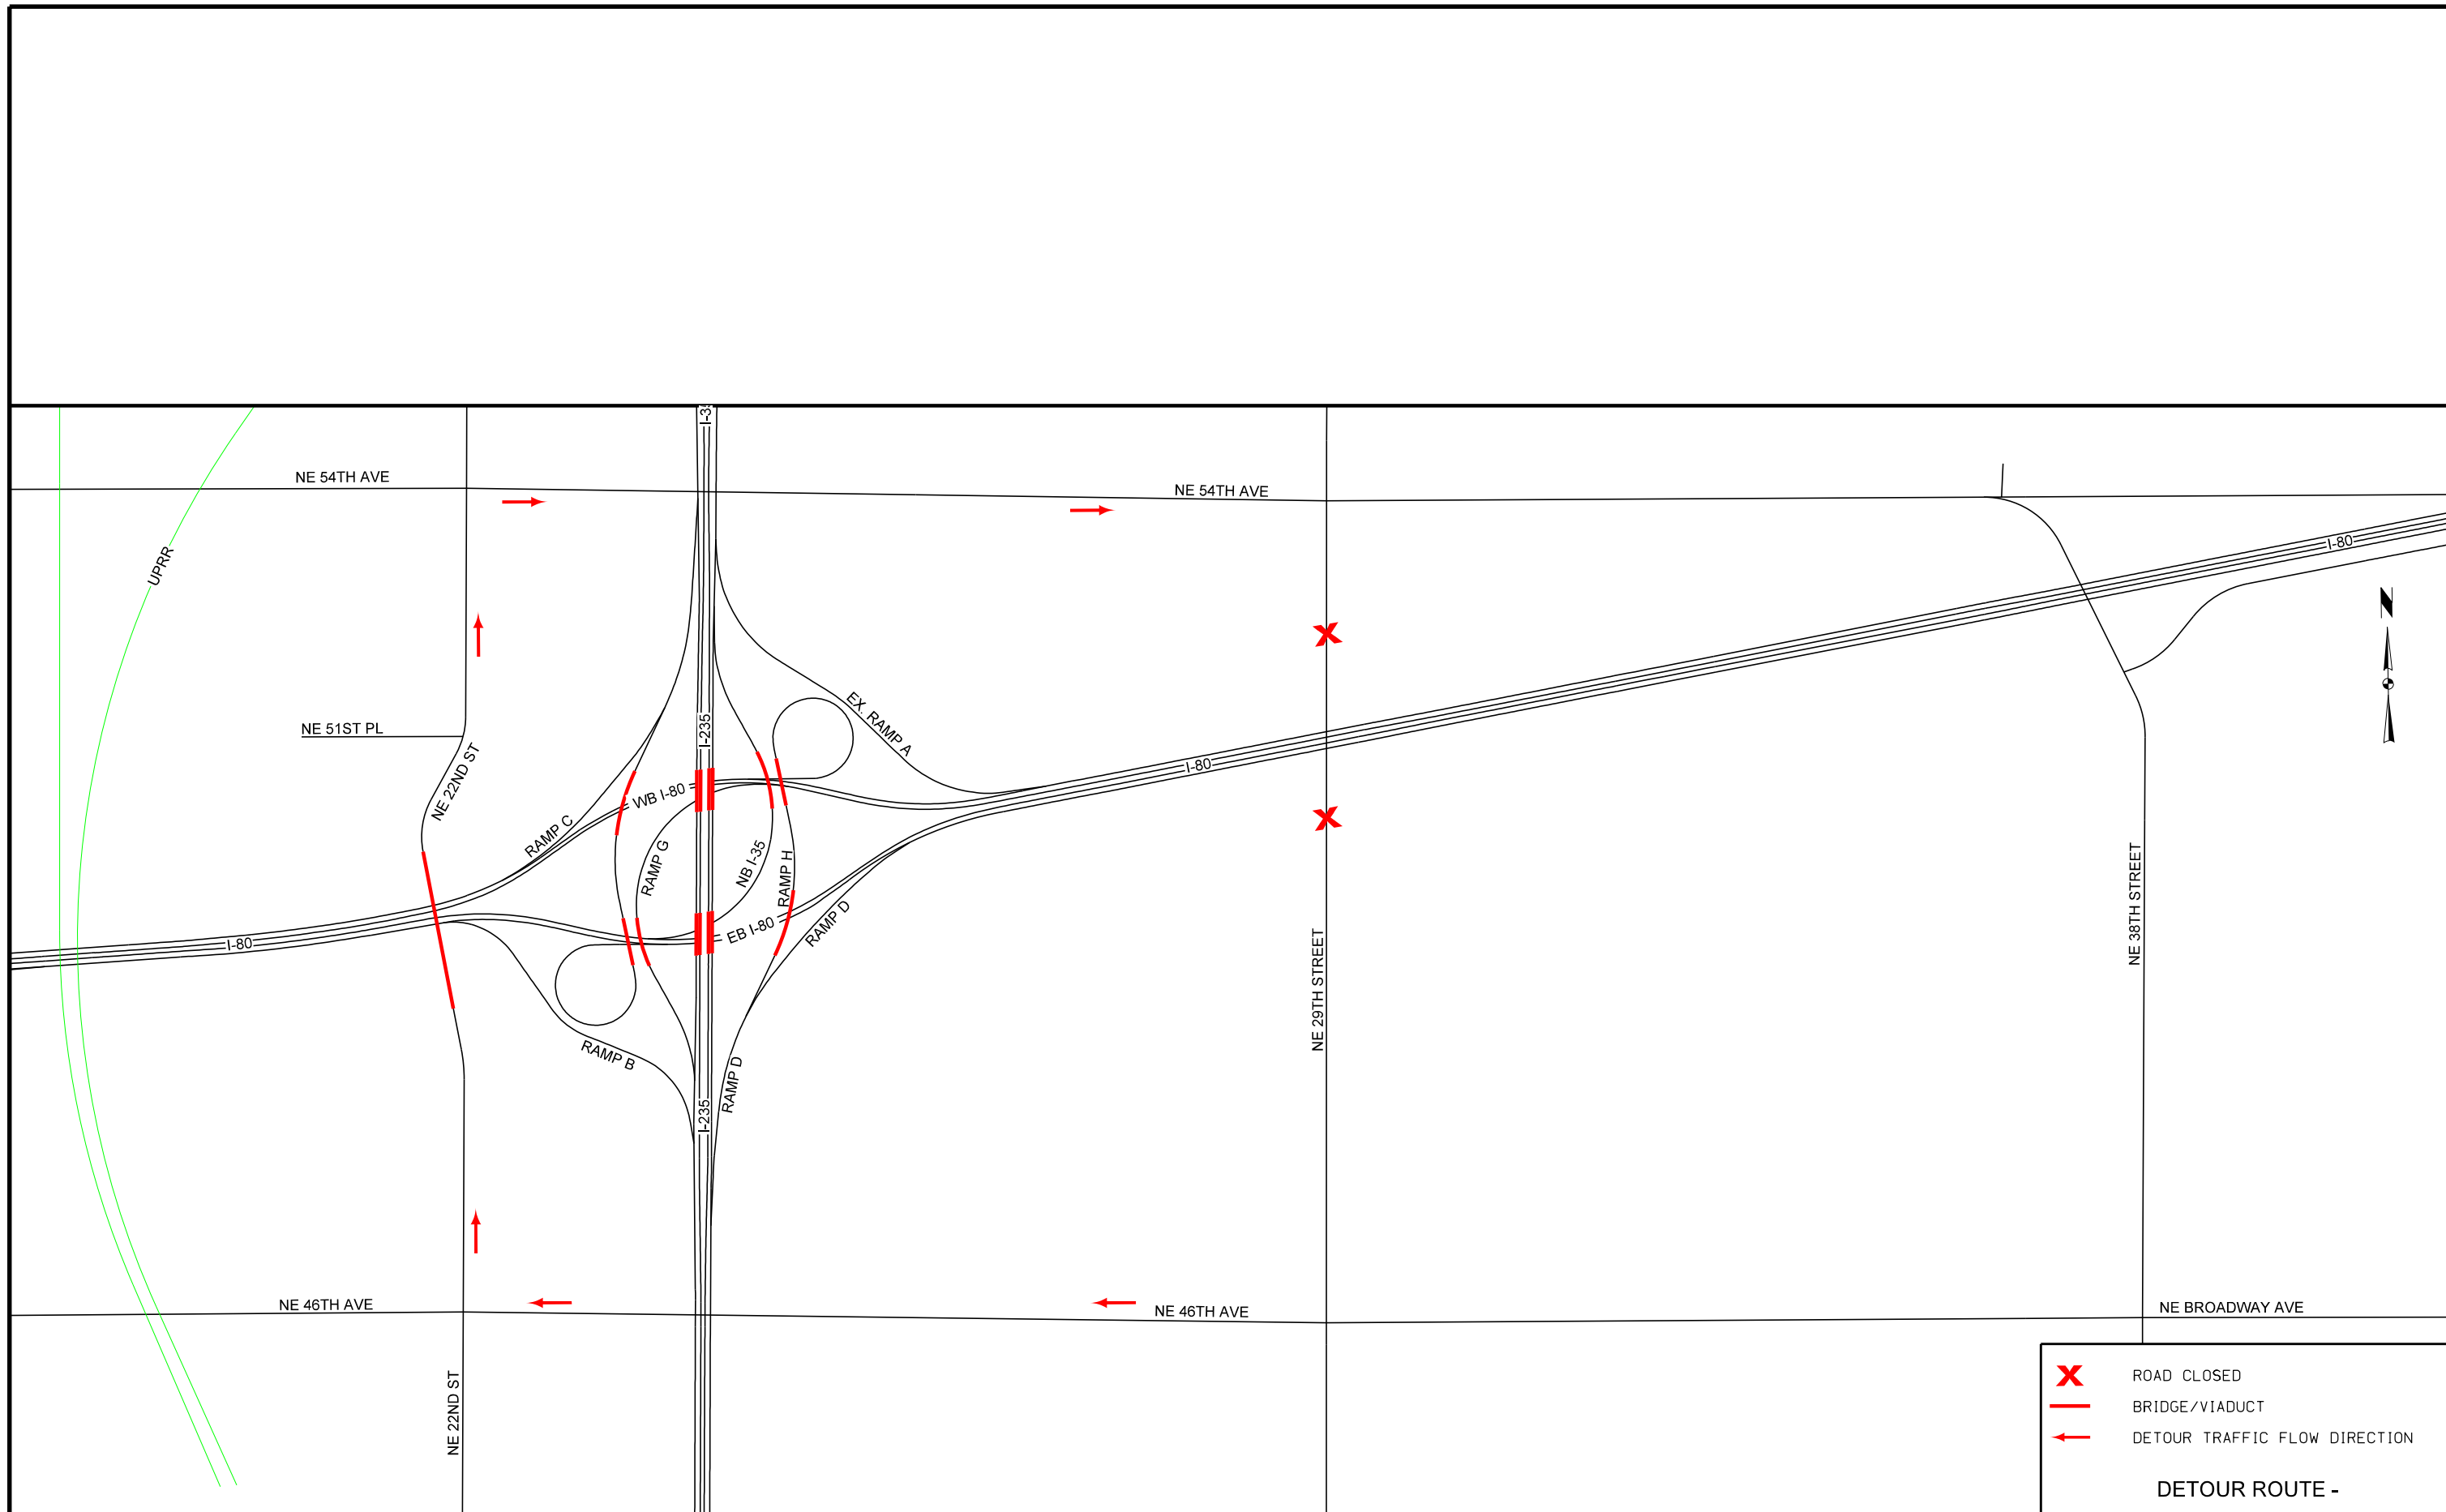 I-3
NE 54TH AVE
NE 54TH AVE
I-80
UPRR
N
EX. RAMP A
NE 51ST PL
I-235
NE 22ND ST
I-80
WB I-80
RAMP C
RAMP G
NB I-35
RAMP H
NE 38TH STREET
EB I-80
RAMP D
I-80
NE 29TH STREET
RAMP B
RAMP D
I-235
NE 46TH AVE
NE 46TH AVE
NE BROADWAY AVE
NE 22ND ST
X ROAD CLOSED
BRIDGE/VIADUCT
DETOUR TRAFFIC FLOW DIRECTION
DETOUR ROUTE -